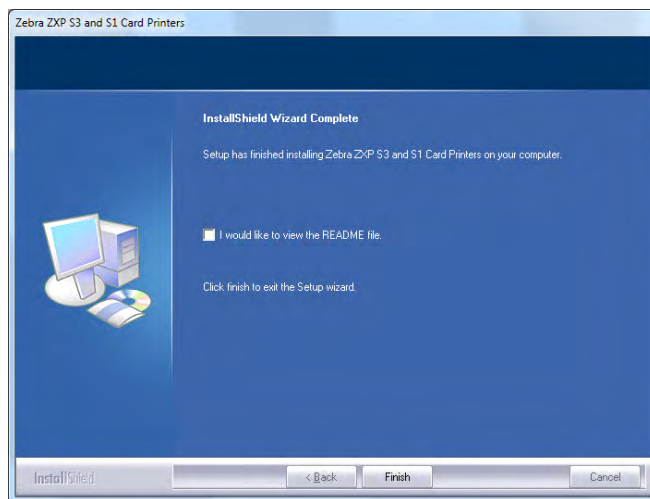 Zebra ZXP S3 and S1 Card Printers
InstallShield Wizard Complete
Setup has finished installing Zebra ZXP S3 and S1 Card Printers on your computer.
I would like to view the README file.
Click finish to exit the Setup wizard.
InstallShield
< Back
Finish
Cancel